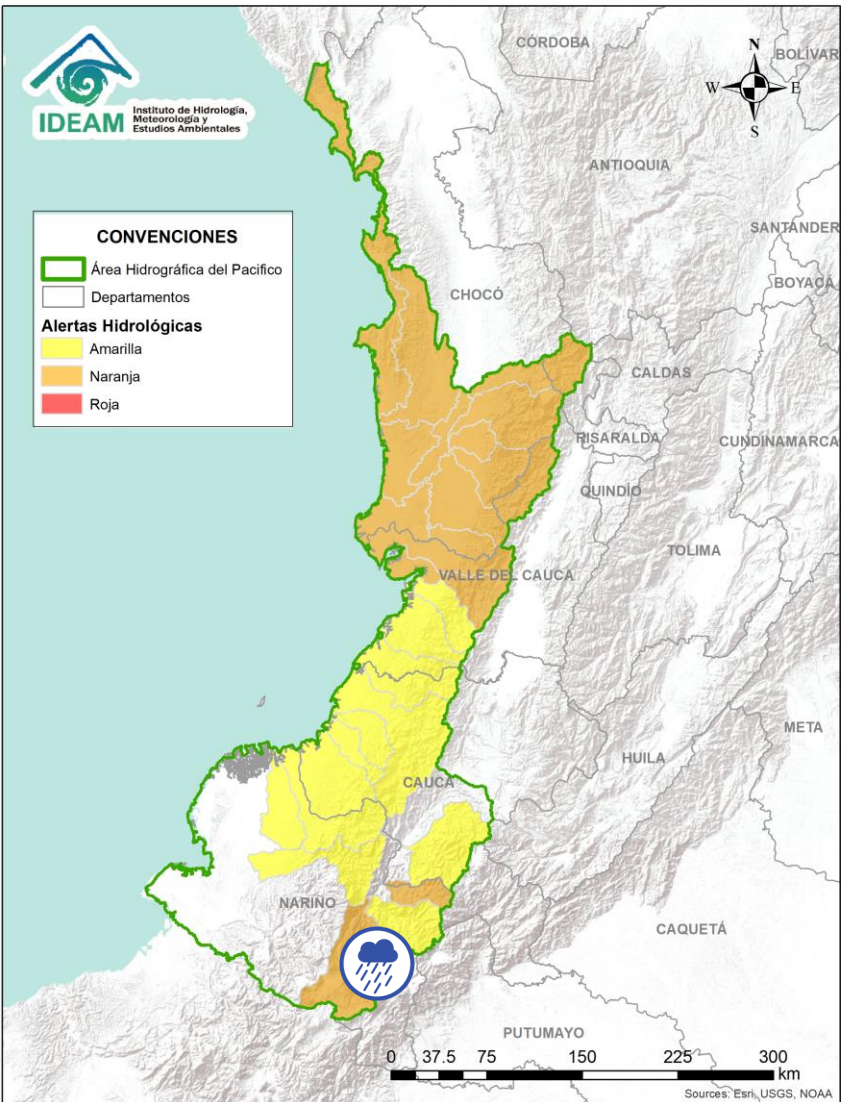 IDEAM
Instituto de Hidrología,
Meteorología y
Estudios Ambientales
N
W
E
S
CÓRDOBA
BOLÍVAR
ANTIOQUIA
SANTANDER
BOYACÁ
CHOCÓ
CALDAS
RISARALDA
CUNDINAMARCA
QUINDÍO
TOLIMA
VALLE DEL CAUCA
META
HUILA
CAUCA
NARIÑO
CAQUETÁ
PUTUMAYO
CONVENCIONES
Área Hidrográfica del Pacifico
Departamentos
Alertas Hidrológicas
Amarilla
Naranja
Roja
0 37.5 75 150 225 300
km
Sources: Esri, USGS, NOAA